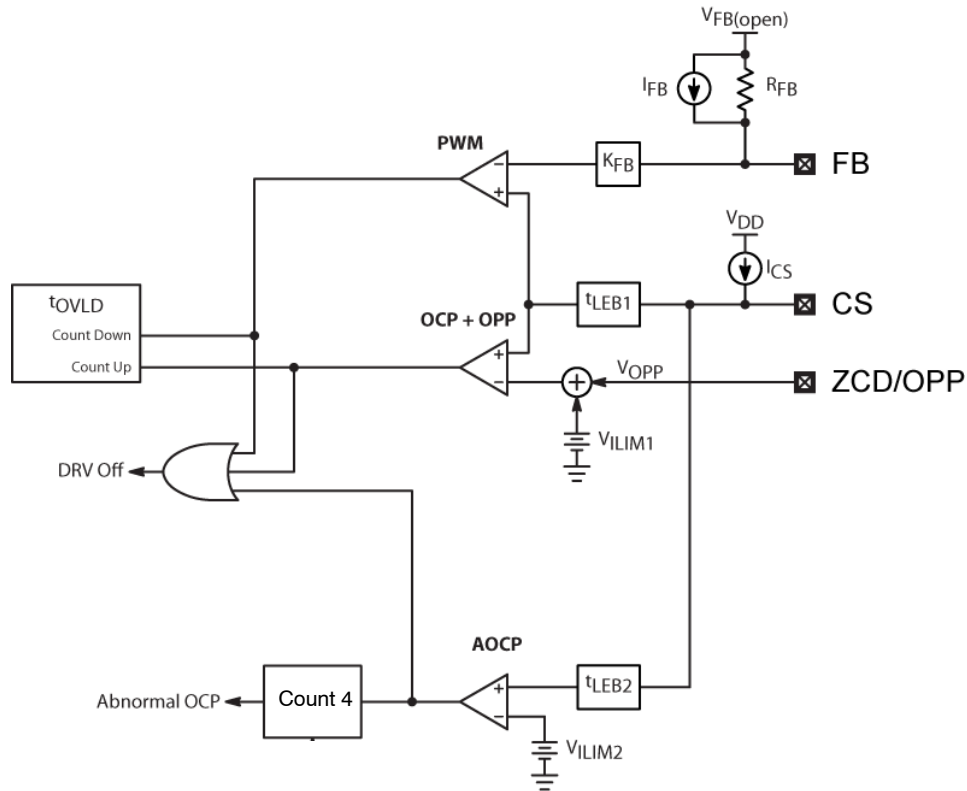 VFB(open)
IFB
RFB
PWM
KFB
FB
−
+
VDD
ICS
tOVLD
Count Down
Count Up
OCP + OPP
tLEB1
CS
+
−
+
VOPP
ZCD/OPP
VILIM1
DRV Off
AOCP
Abnormal OCP
Count 4
+
−
tLEB2
VILIM2